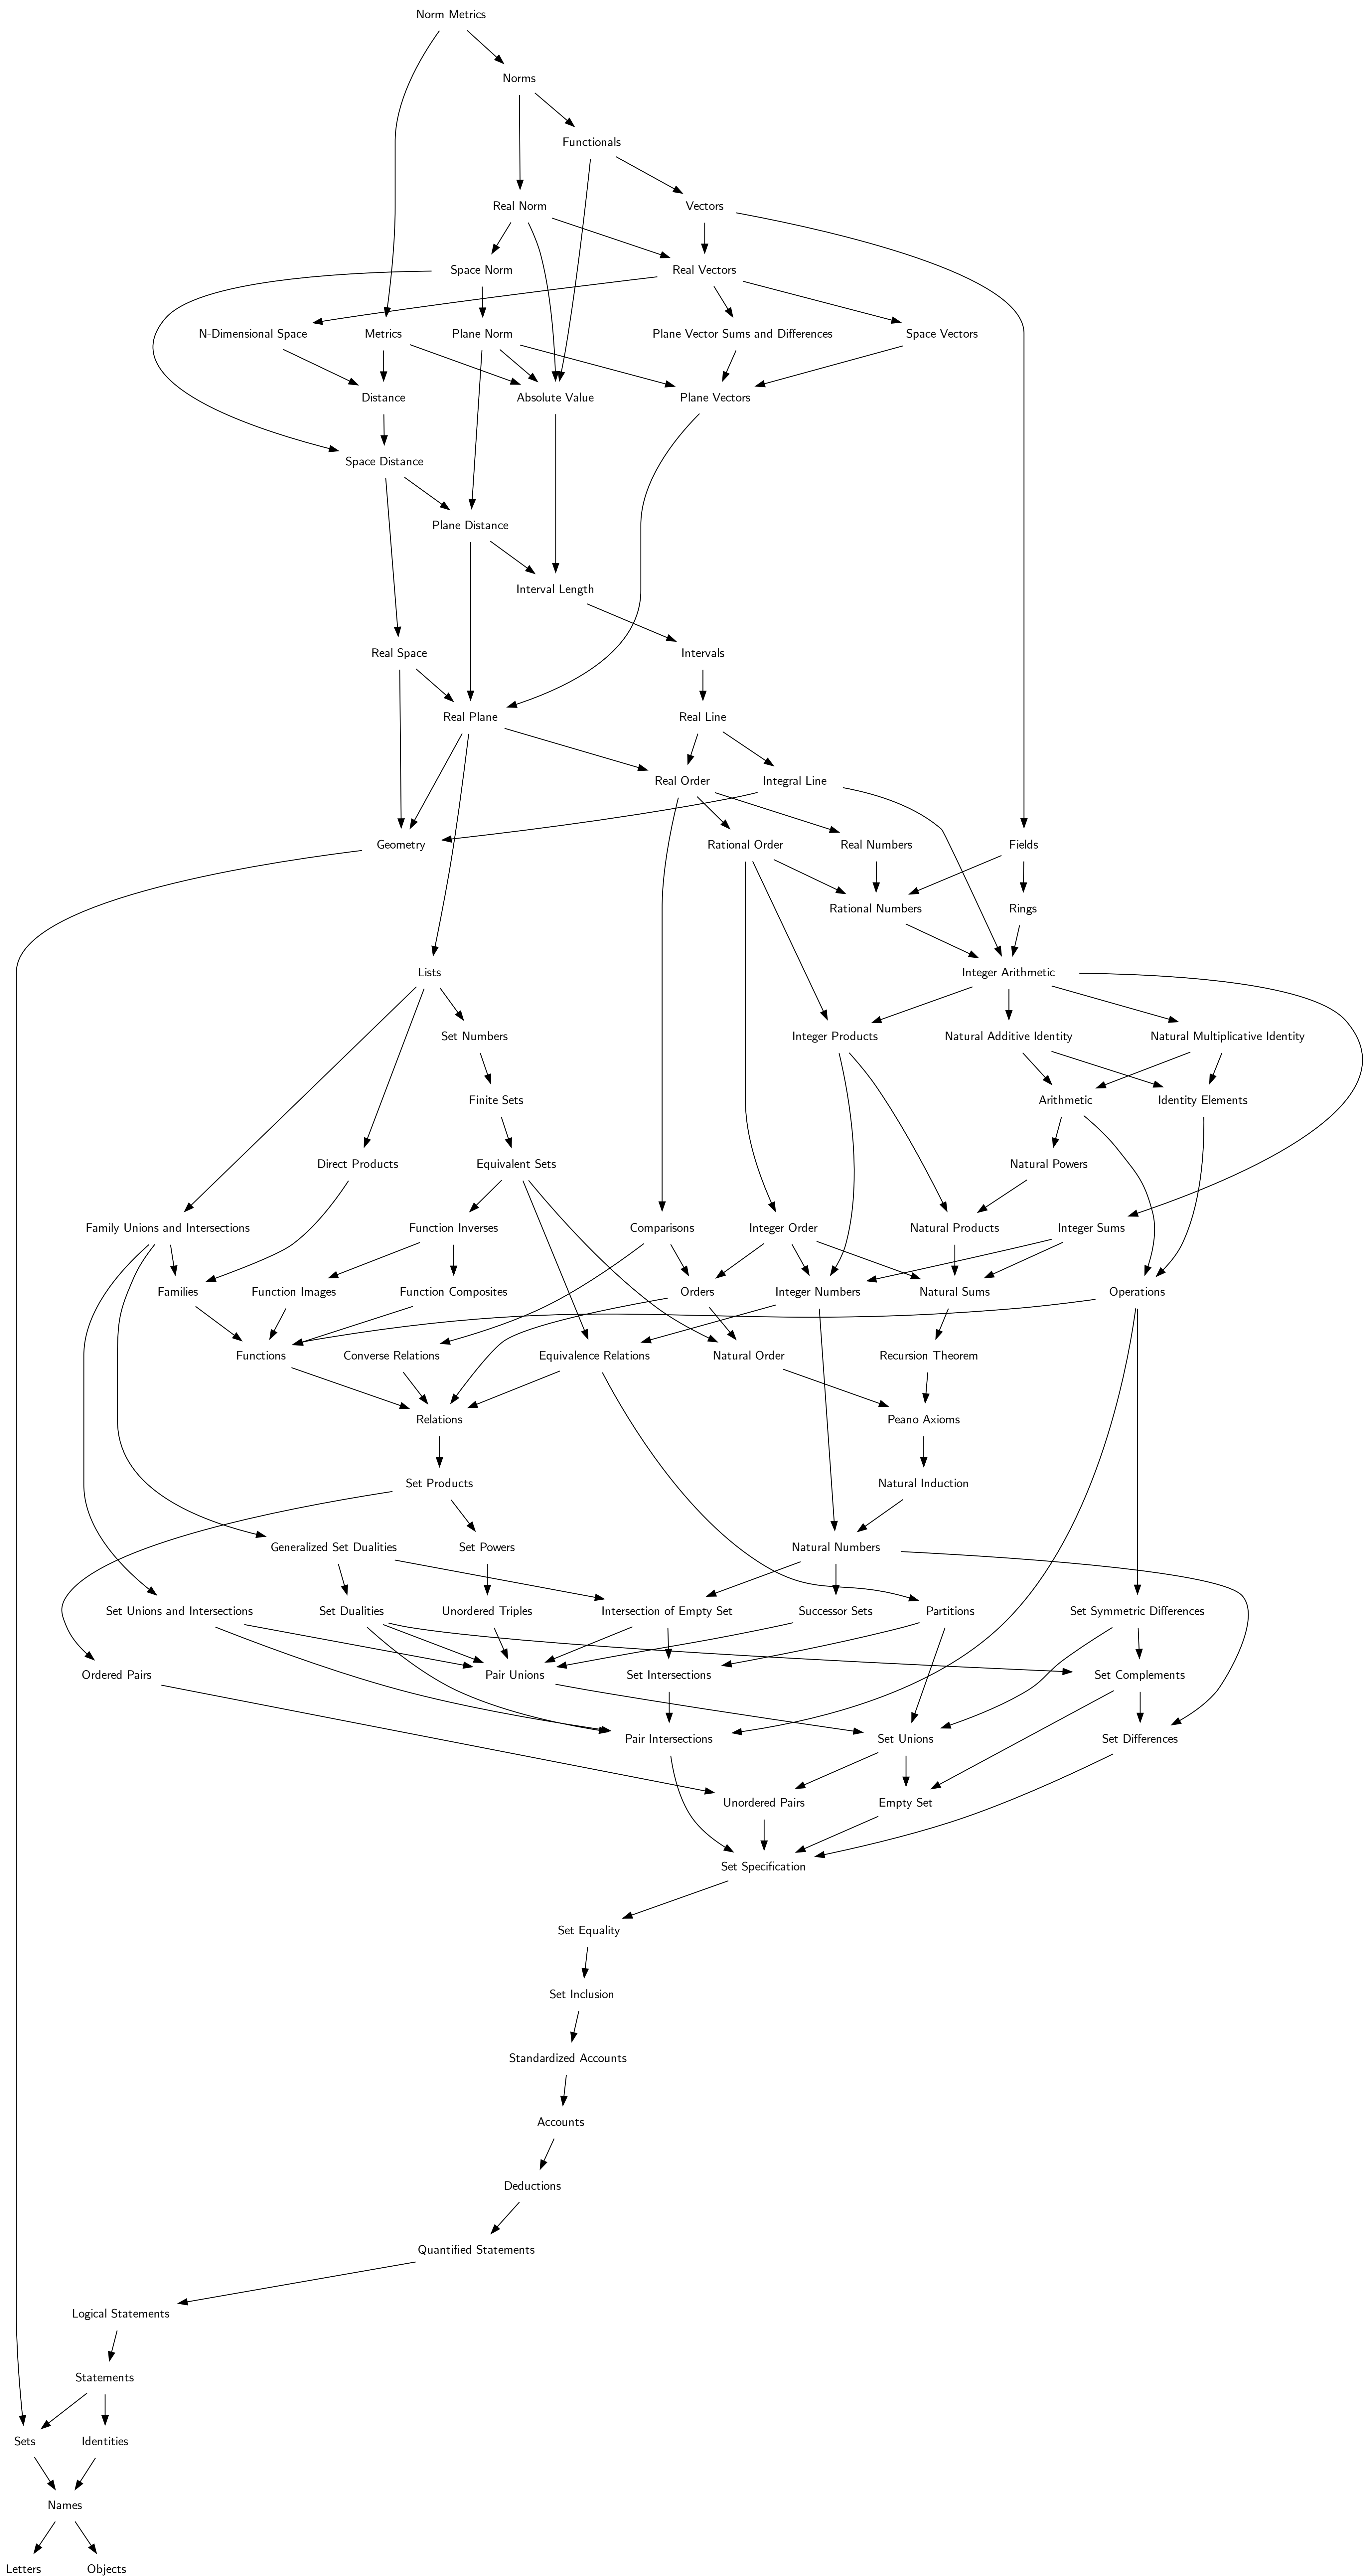 Norm Metrics
Norms
Functionals
Real Norm
Vectors
Space Norm
Real Vectors
N-Dimensional Space
Metrics
Plane Norm
Plane Vector Sums and Differences
Space Vectors
Distance
Absolute Value
Plane Vectors
Space Distance
Plane Distance
Interval Length
Real Space
Intervals
Real Plane
Real Line
Real Order
Integral Line
Geometry
Rational Order
Real Numbers
Fields
Rational Numbers
Rings
Lists
Integer Arithmetic
Set Numbers
Integer Products
Natural Additive Identity
Natural Multiplicative Identity
Finite Sets
Arithmetic
Identity Elements
Direct Products
Equivalent Sets
Natural Powers
Family Unions and Intersections
Function Inverses
Comparisons
Integer Order
Natural Products
Integer Sums
Families
Function Images
Function Composites
Orders
Integer Numbers
Natural Sums
Operations
Functions
Converse Relations
Equivalence Relations
Natural Order
Recursion Theorem
Relations
Peano Axioms
Set Products
Natural Induction
Generalized Set Dualities
Set Powers
Natural Numbers
Set Unions and Intersections
Set Dualities
Unordered Triples
Intersection of Empty Set
Successor Sets
Partitions
Set Symmetric Differences
Ordered Pairs
Pair Unions
Set Intersections
Set Complements
Pair Intersections
Set Unions
Set Differences
Unordered Pairs
Empty Set
Set Specification
Set Equality
Set Inclusion
Standardized Accounts
Accounts
Deductions
Quantified Statements
Logical Statements
Statements
Sets
Identities
Names
Letters
Objects